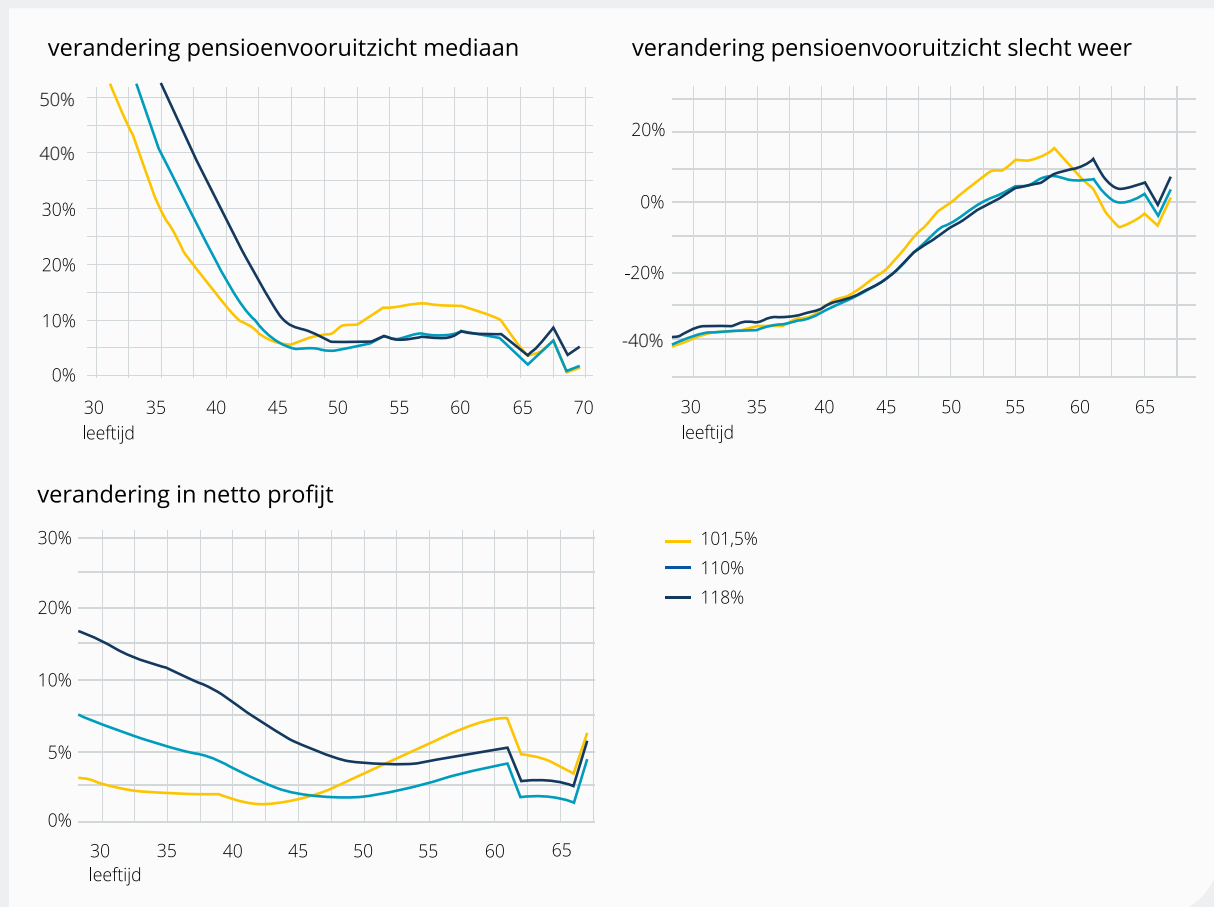 verandering pensioenvooruitzicht mediaan
50%
40%
30%
20%
10%
0%
30 35 40 45 50 55 60 65 70
leeftijd
verandering pensioenvooruitzicht slecht weer
20%
0%
-20%
-40%
30 35 40 45 50 55 60 65
leeftijd
verandering in netto profijt
30%
20%
10%
5%
0%
30 35 40 45 50 55 60 65
leeftijd
101,5%
110%
118%